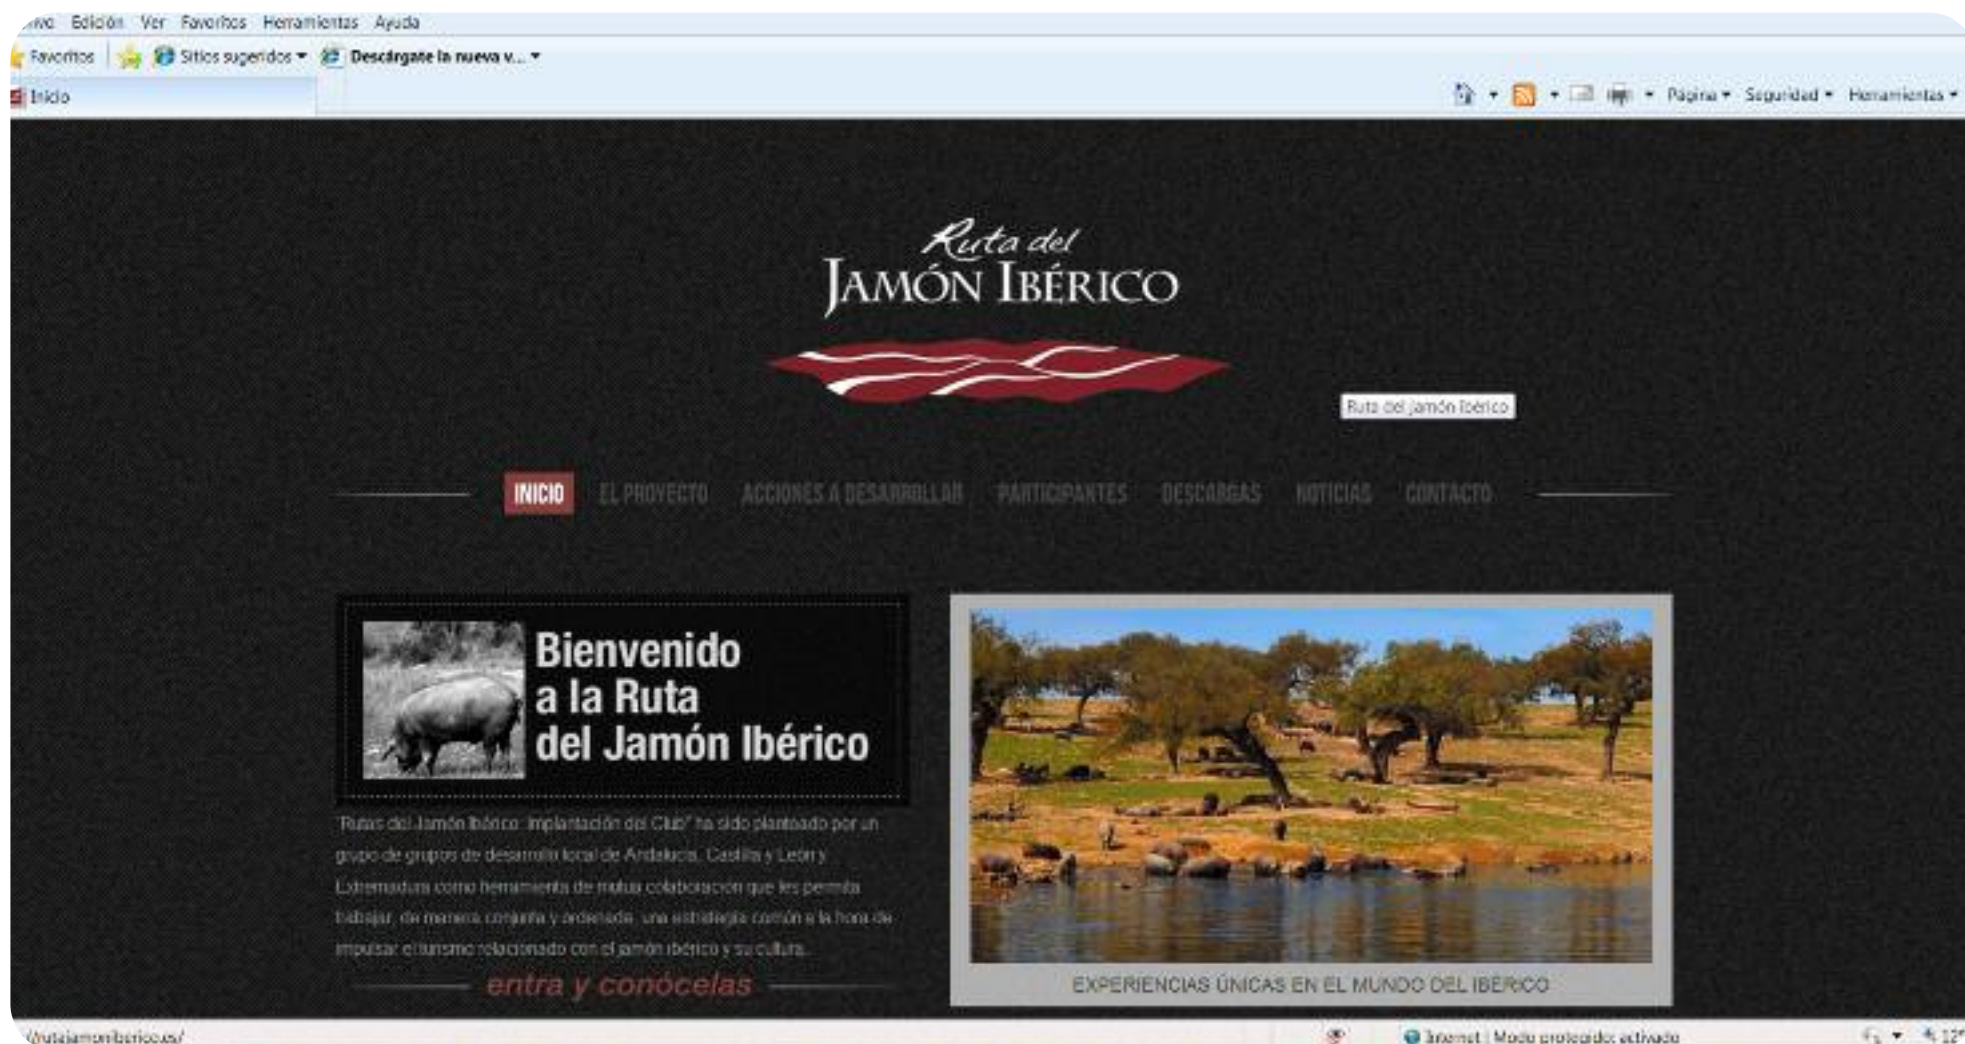 Edición Ver Favoritos Herramientas Ayuda
Favoritos Sitios sugeridos Descárgate la nueva v...
Inicio
Página Seguridad Herramientas
Ruta del
JAMÓN IBÉRICO
Ruta del Jamón Ibérico
INICIO EL PROYECTO ACCIONES A DESARROLLAR PARTICIPANTES DESCARGAS NOTICIAS CONTACTO
Bienvenido
a la Ruta
del Jamón Ibérico
"Rutas del Jamón Ibérico: Implantación del Club" ha sido planteado por un
grupo de grupos de desarrollo local de Andalucía, Castilla y León y
Extremadura como herramienta de mutua colaboración que les permita
trabajar, de manera conjunta y ordenada, una estrategia común a la hora de
impulsar el turismo relacionado con el jamón ibérico y su cultura.
entra y conócelas
EXPERIENCIAS ÚNICAS EN EL MUNDO DEL IBÉRICO
//rutajamoniberico.es/
Internet | Modo protegido: activado